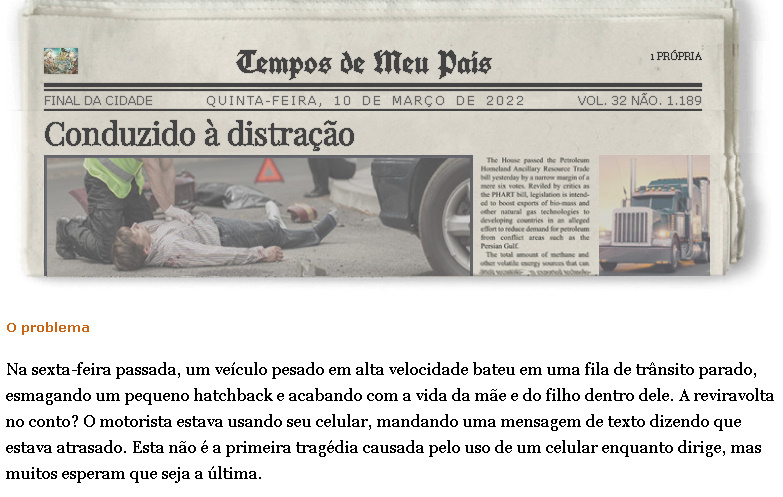 Tempos de Meu País
1 PRÓPRIA
FINAL DA CIDADE
QUINTA-FEIRA, 10 DE MARÇO DE 2022
VOL. 32 NÃO. 1.189
Conduzido à distração
The House passed the Petroleum
Homeland Ancillary Resource Trade
bill yesterday by a narrow margin of a
mere six votes. Reviled by critics as
the PHART bill, legislation is intend-
ed to boost exports of bio-mass and
other natural gas technologies to
developing countries in an alleged
effort to reduce demand for petroleum
from conflict areas such as the
Persian Gulf.
The total amount of methane and
other volatile energy sources that can
O problema
Na sexta-feira passada, um veículo pesado em alta velocidade bateu em uma fila de trânsito parado,
esmagando um pequeno hatchback e acabando com a vida da mãe e do filho dentro dele. A reviravolta
no conto? O motorista estava usando seu celular, mandando uma mensagem de texto dizendo que
estava atrasado. Esta não é a primeira tragédia causada pelo uso de um celular enquanto dirige, mas
muitos esperam que seja a última.